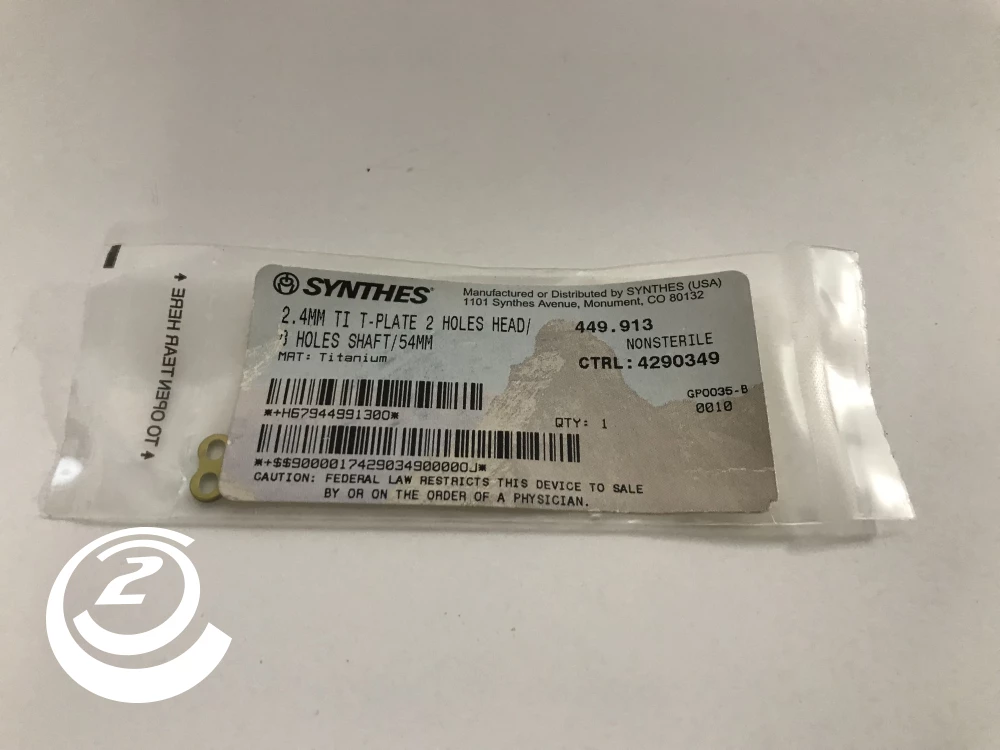 TO OPEN TEAR HERE
SYNTHES®
Manufactured or Distributed by SYNTHES (USA)
1101 Synthes Avenue, Monument, CO 80132
2.4MM TI T-PLATE 2 HOLES HEAD/
HOLES SHAFT/54MM
MAT: Titanium
449.913
NONSTERILE
CTRL: 4290349
GP0035-B
0010
*+H67944991300*
QTY: 1
*+$$9000017429034900000J*
CAUTION: FEDERAL LAW RESTRICTS THIS DEVICE TO SALE
BY OR ON THE ORDER OF A PHYSICIAN.
2